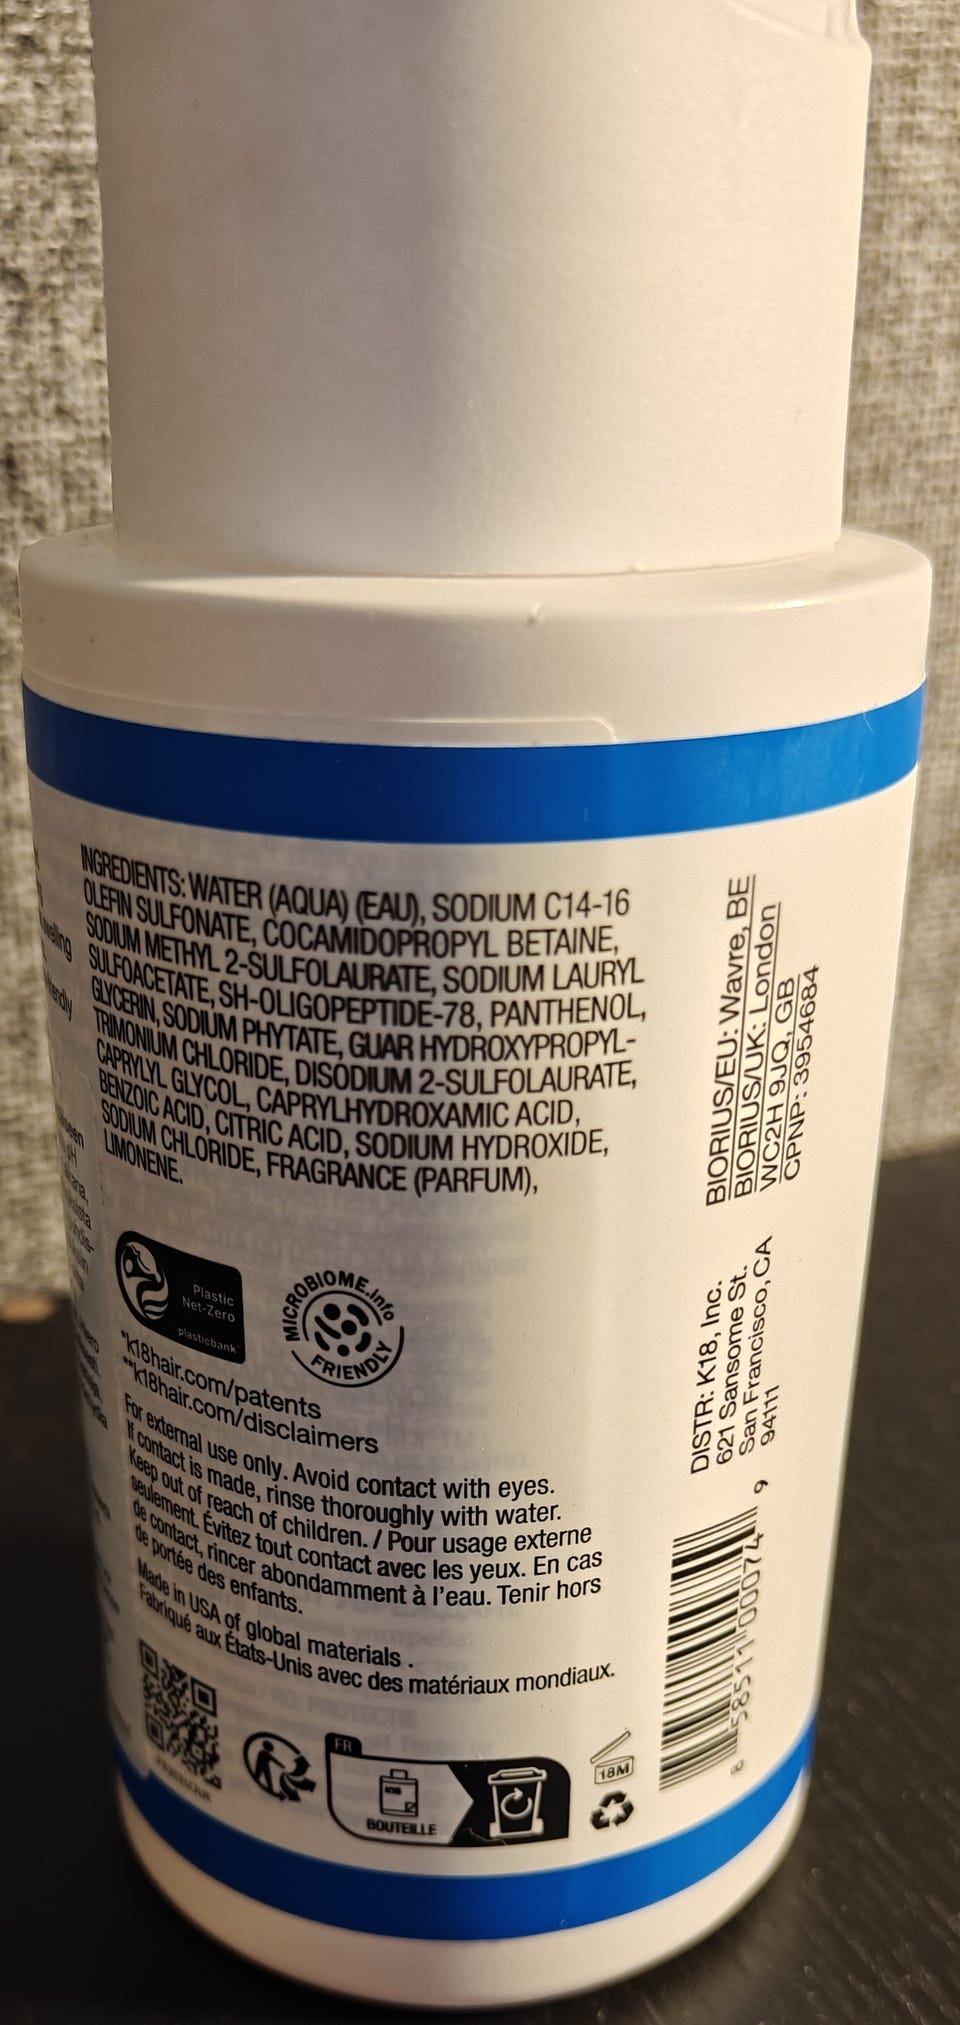 INGREDIENTS: WATER (AQUA) (EAU), SODIUM C14-16
OLEFIN SULFONATE, COCAMIDOPROPYL BETAINE,
SODIUM METHYL 2-SULFOLAURATE, SODIUM LAURYL
SULFOACETATE, SH-OLIGOPEPTIDE-78, PANTHENOL,
GLYCERIN, SODIUM PHYTATE, GUAR HYDROXYPROPYL-
TRIMONIUM CHLORIDE, DISODIUM 2-SULFOLAURATE,
CAPRYLYL GLYCOL, CAPRYLHYDROXAMIC ACID,
BENZOIC ACID, CITRIC ACID, SODIUM HYDROXIDE,
SODIUM CHLORIDE, FRAGRANCE (PARFUM),
LIMONENE.
Plastic
Net-Zero
plasticbank
MICROBIOME.info
FRIENDLY
*k18hair.com/patents
**k18hair.com/disclaimers
For external use only. Avoid contact with eyes.
If contact is made, rinse thoroughly with water.
Keep out of reach of children. / Pour usage externe
seulement. Évitez tout contact avec les yeux. En cas
de contact, rincer abondamment à l'eau. Tenir hors
de portée des enfants.
Made in USA of global materials .
Fabriqué aux États-Unis avec des matériaux mondiaux.
FR
BOUTEILLE
18M
BIORIUS/EU: Wavre, BE
BIORIUS/UK: London
WC2H 9JQ, GB
CPNP: 3954684
DISTR: K18, Inc.
621 Sansome St.
San Francisco, CA
94111
8 58511 00074 9